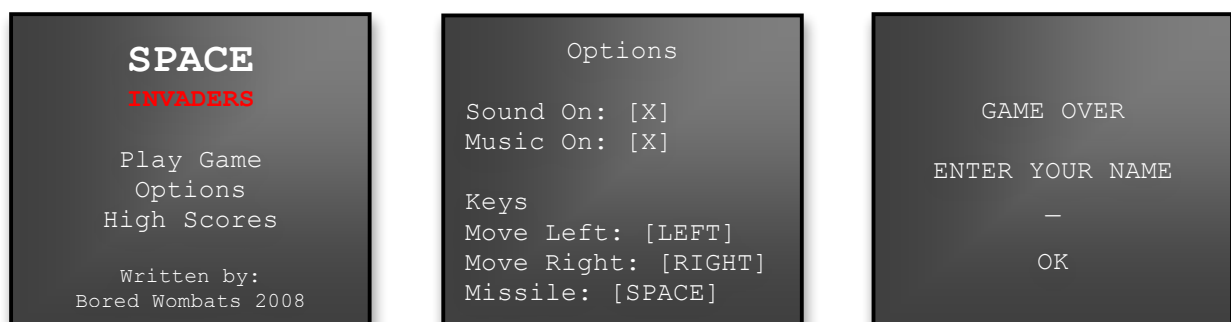 SPACE
INVADERS
Play Game
Options
High Scores
Written by:
Bored Wombats 2008
Options
Sound On: [X]
Music On: [X]
Keys
Move Left: [LEFT]
Move Right: [RIGHT]
Missile: [SPACE]
GAME OVER
ENTER YOUR NAME
_
OK